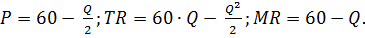 P = 60 − Q/2; TR = 60 · Q − Q²/2; MR = 60 − Q.